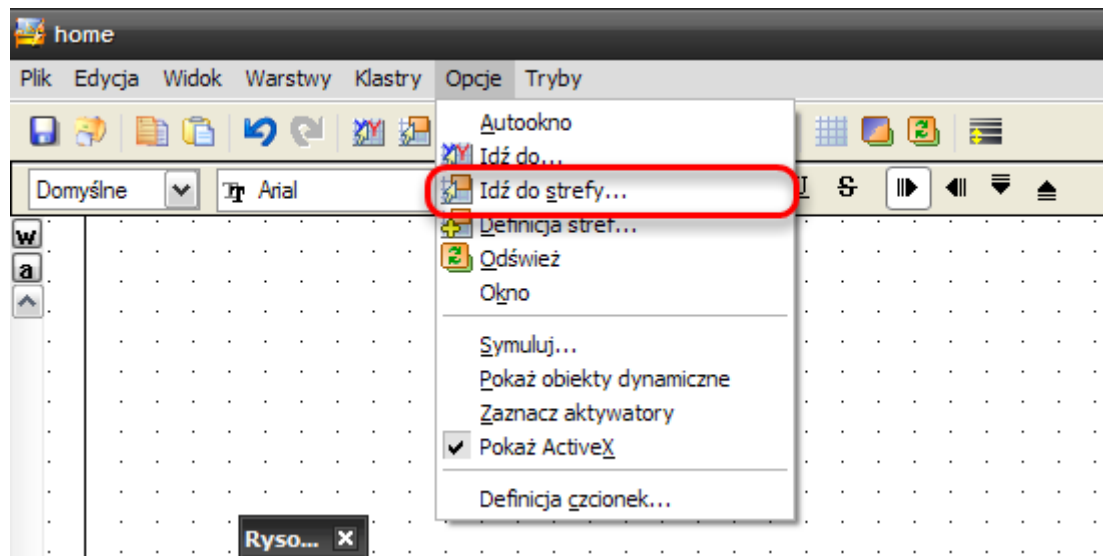 home
Plik Edycja Widok Warstwy Klastry Opcje Tryby
Autookno
Idź do...
Domyślne Arial Idź do strefy... S
w Definicja stref...
a Odśwież
Okno
Symuluj...
Pokaż obiekty dynamiczne
Zaznacz aktywatory
Pokaż ActiveX
Definicja czcionek...
Ryso...